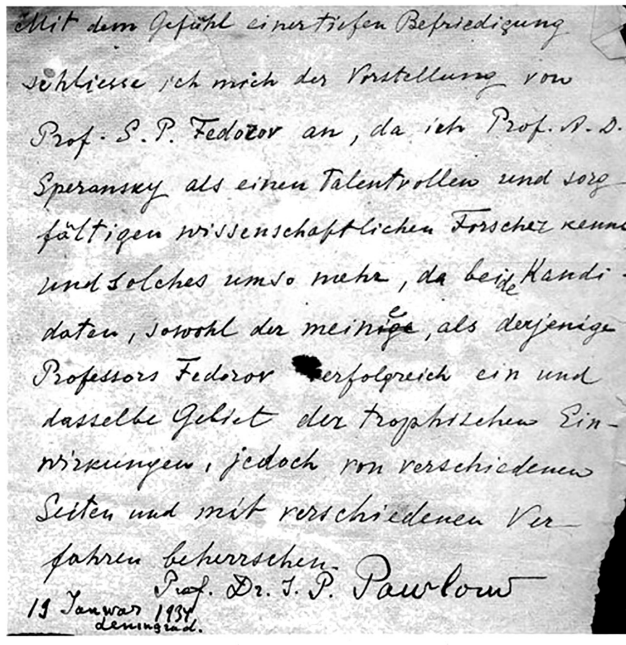 Mit dem Gefühl einer tiefen Befriedigung
schliesse ich mich der Vorstellung von
Prof. S. P. Fedorov an, da ich Prof. A. D.
Speransky als einen talentvollen und sorg
fältigen wissenschaftlichen Forscher kenne
und solches umso mehr, da beide Kandi-
daten, sowohl der meinige, als derjenige
Professors Fedorov erfolgreich ein und
dasselbe Gebiet der trophischen Ein-
wirkungen, jedoch von verschiedenen
Seiten und mit verschiedenen Ver-
fahren beherrschen.
Prof. Dr. I. P. Pawlow
19 Januar 1934
Leningrad.